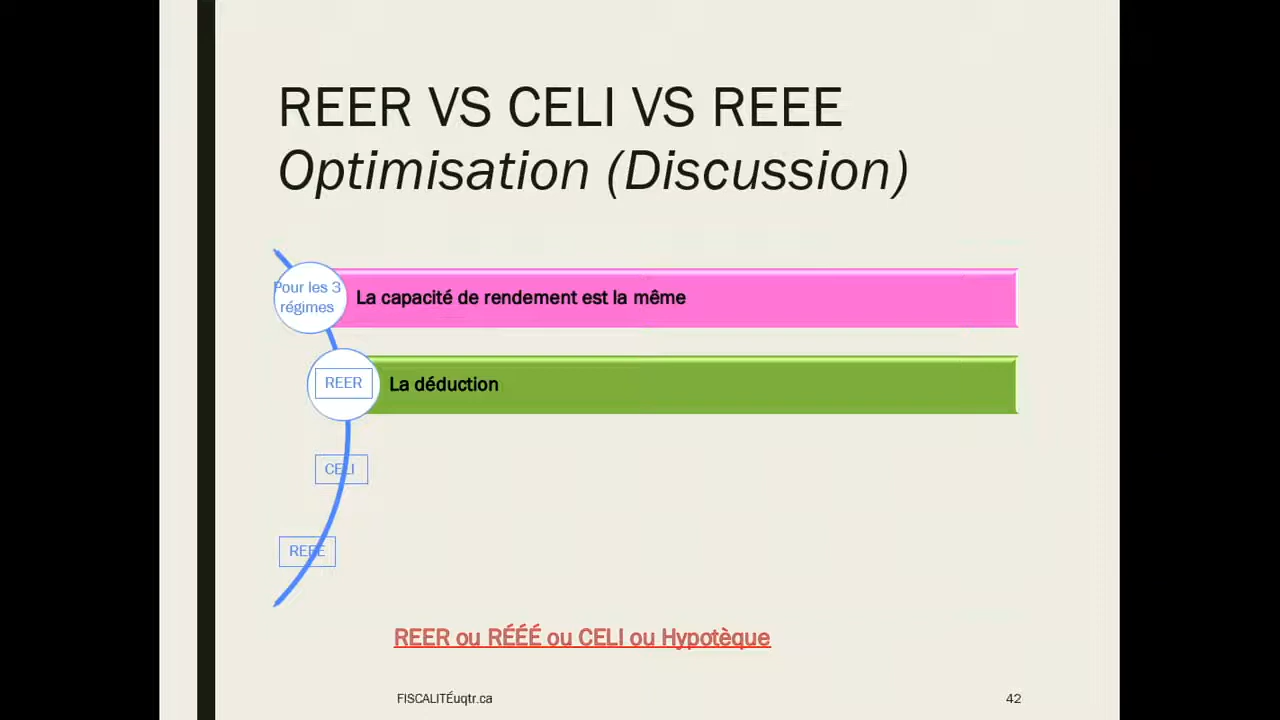 REER VS CELI VS REEE
Optimisation (Discussion)
Pour les 3
régimes
La capacité de rendement est la même
REER
La déduction
CELI
REEE
REER ou RÉÉÉ ou CELI ou Hypotèque
FISCALITÉuqtr.ca
42